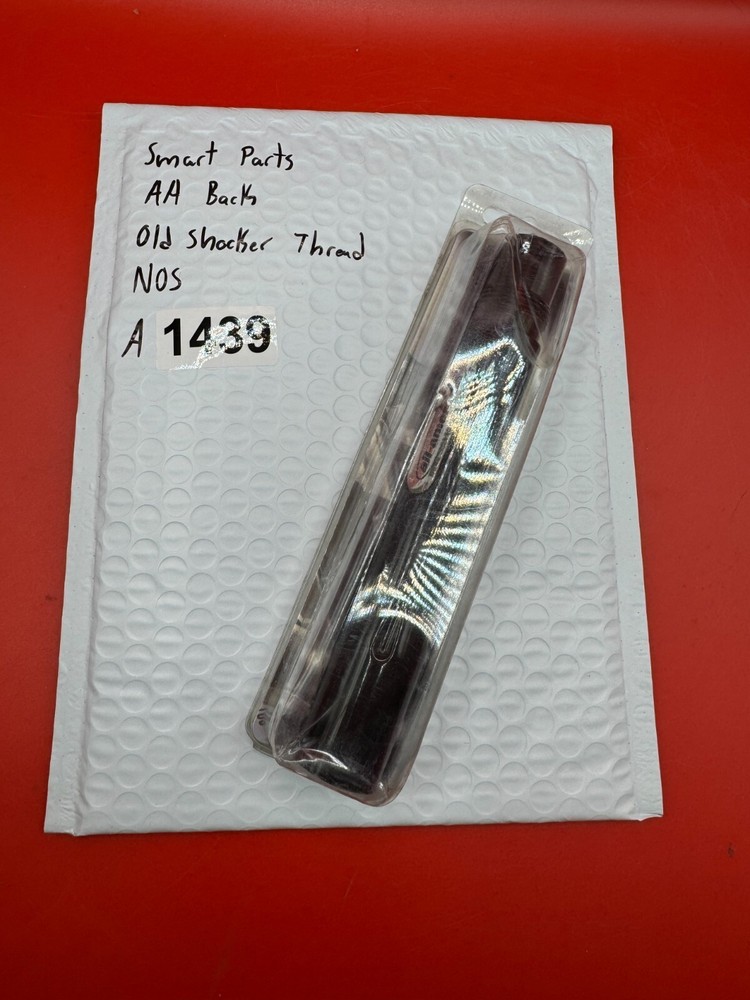 Smart Parts
AA Back
Old Shocker Thread
NOS
A 1439